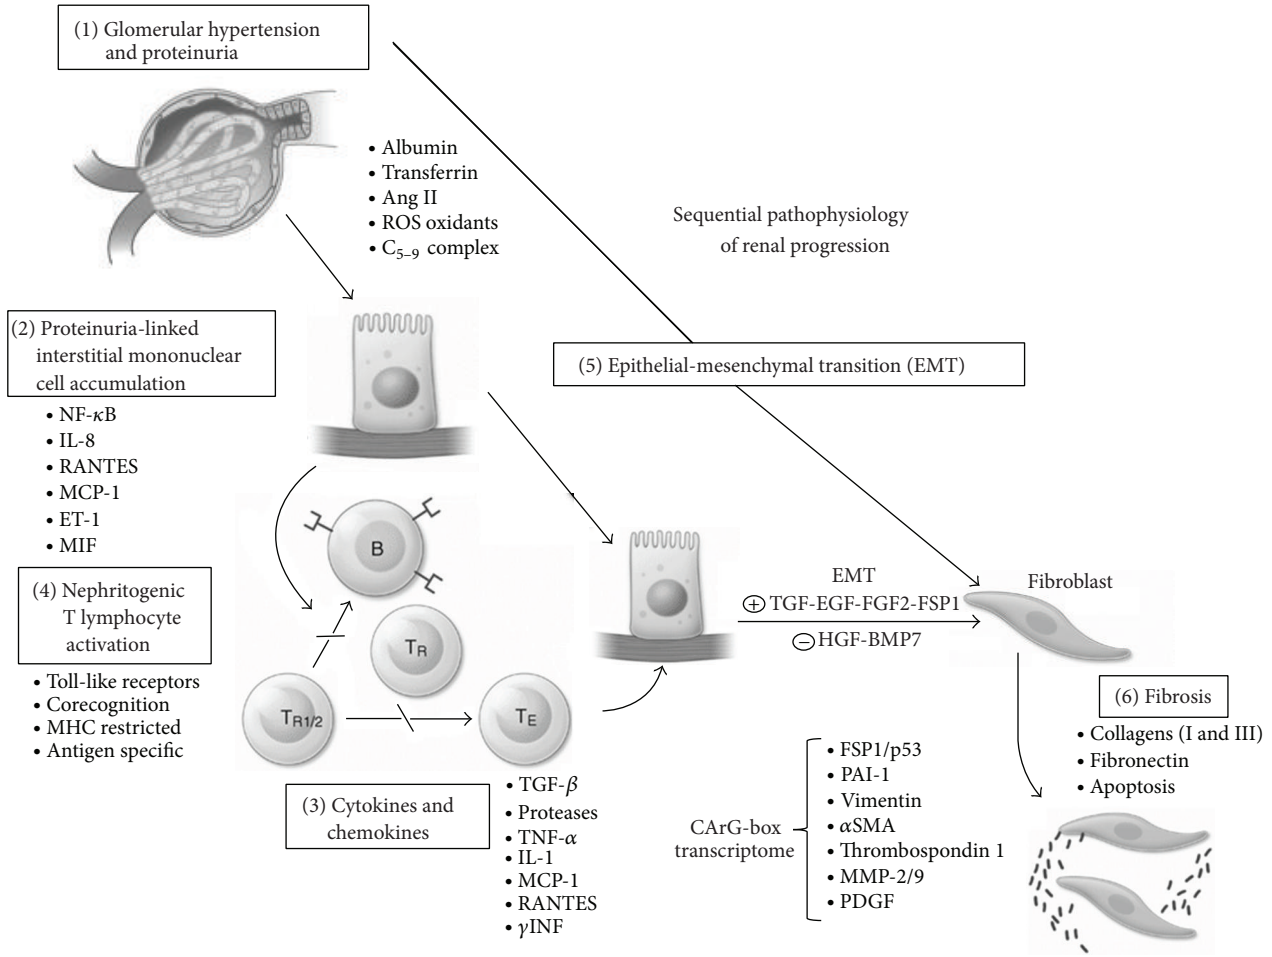 (1) Glomerular hypertension
and proteinuria
• Albumin
• Transferrin
• Ang II
• ROS oxidants
• C5–9 complex
Sequential pathophysiology
of renal progression
(2) Proteinuria-linked
interstitial mononuclear
cell accumulation
• NF-κB
• IL-8
• RANTES
• MCP-1
• ET-1
• MIF
(5) Epithelial-mesenchymal transition (EMT)
(4) Nephritogenic
T lymphocyte
activation
• Toll-like receptors
• Corecognition
• MHC restricted
• Antigen specific
B
TR
TR1/2
TE
(3) Cytokines and
chemokines
• TGF-β
• Proteases
• TNF-α
• IL-1
• MCP-1
• RANTES
• γINF
EMT
+ TGF-EGF-FGF2-FSP1
− HGF-BMP7
Fibroblast
(6) Fibrosis
• Collagens (I and III)
• Fibronectin
• Apoptosis
CArG-box
transcriptome
• FSP1/p53
• PAI-1
• Vimentin
• αSMA
• Thrombospondin 1
• MMP-2/9
• PDGF